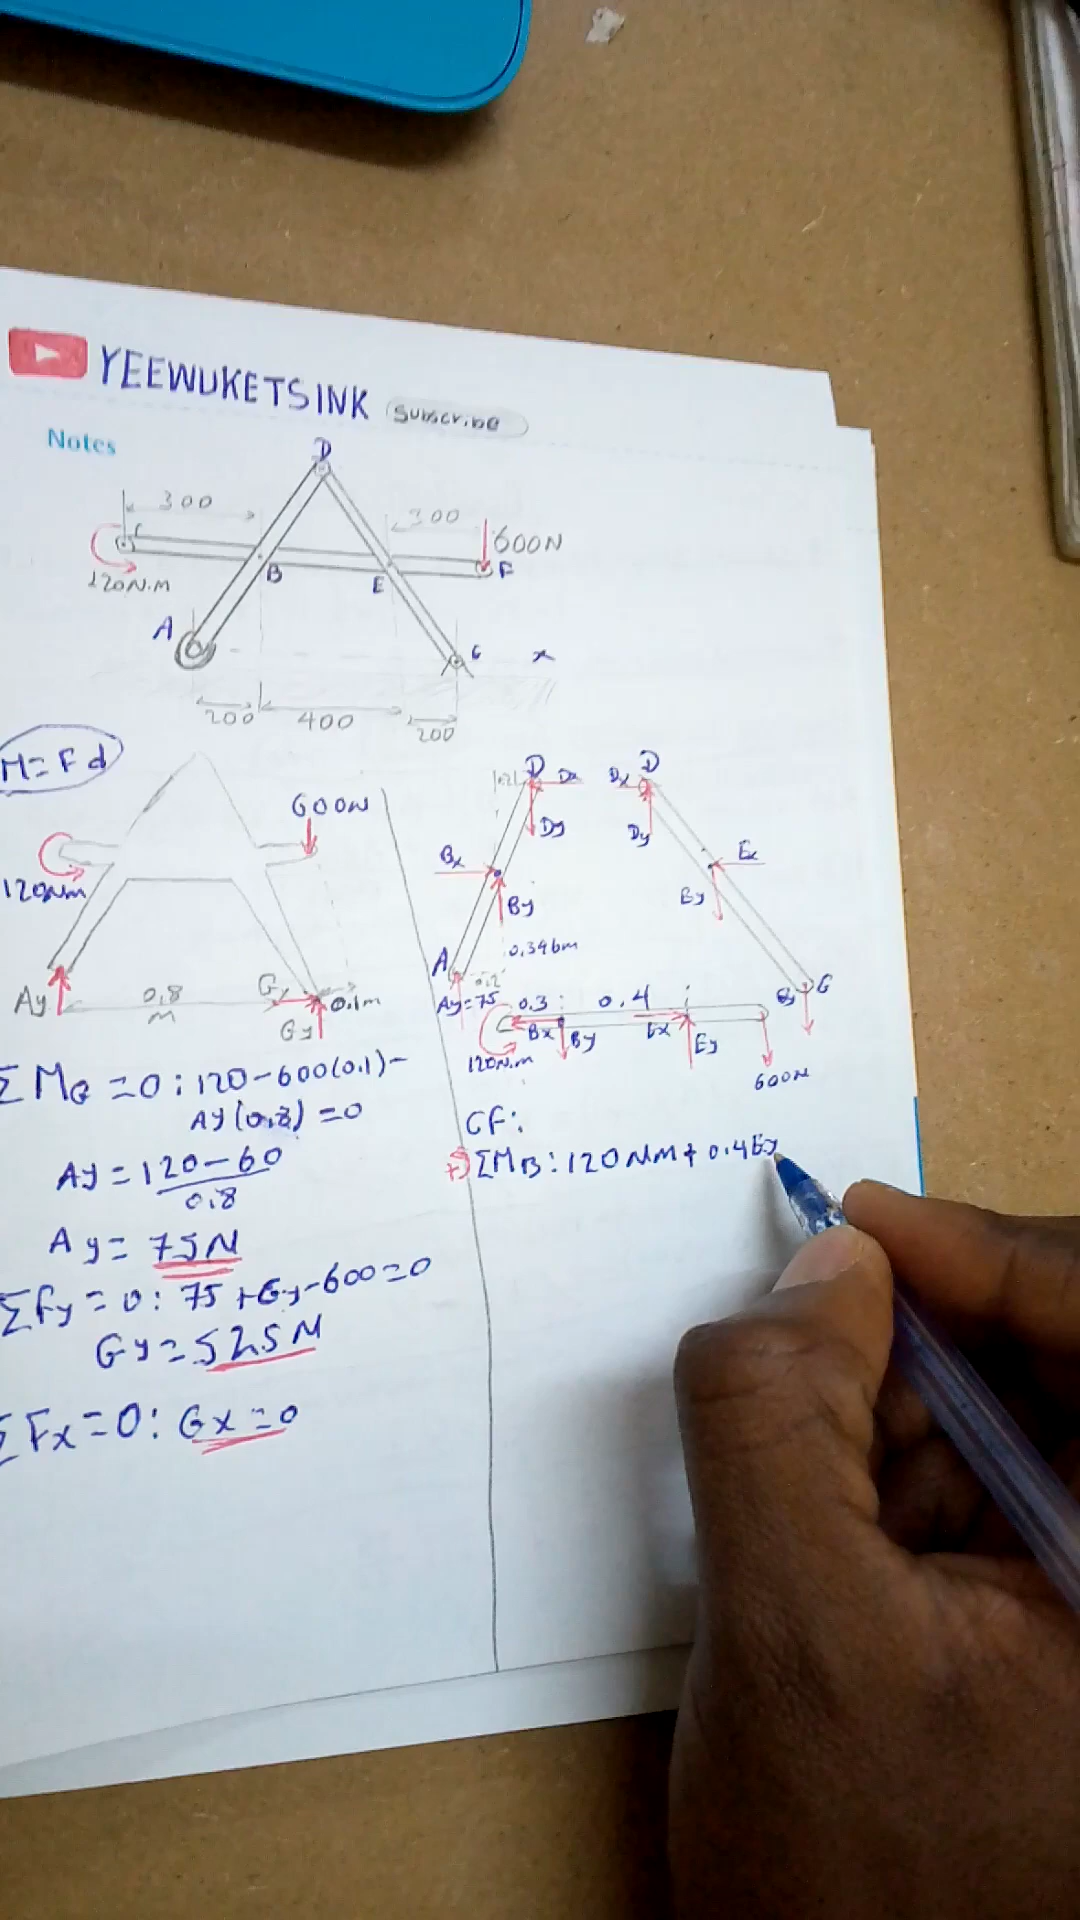 YEEWUKETSINK Subscribe
Notes
D
300
300
600N
C
120N.M
B
E
F
A
G
x
200
400
200
M=Fd
600N
120Nm
Ay
0.8
m
Gx
0.1m
Gy
ΣMG =0: 120-600(0.1)-
Ay(0.8) =0
Ay = 120-60
0.8
Ay = 75N
ΣFy = 0: 75 +Gy-600=0
Gy = 525N
ΣFx =0: Gx =0
D Dx
Dy
Bx
By
0.346m
A
0.2
Ay=75
Dx D
Dy
Ex
Ey
G
0.3
0.4
Bx By
Ex
Ey
120N.m
600N
CF:
+ΣMB: 120Nm + 0.4Ey